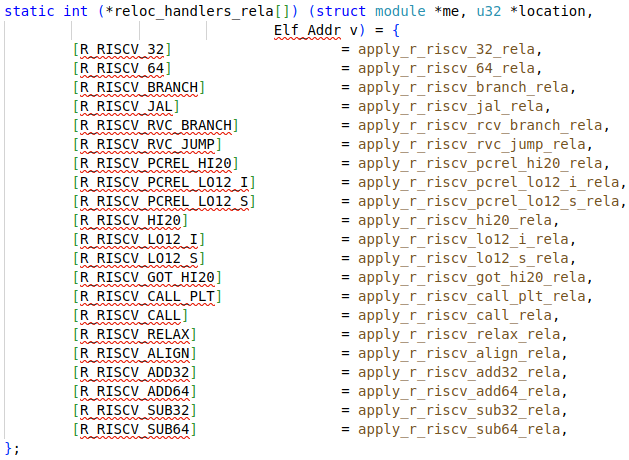 static int (*reloc_handlers_rela[]) (struct module *me, u32 *location,
Elf_Addr v) = {
[R_RISCV_32] = apply_r_riscv_32_rela,
[R_RISCV_64] = apply_r_riscv_64_rela,
[R_RISCV_BRANCH] = apply_r_riscv_branch_rela,
[R_RISCV_JAL] = apply_r_riscv_jal_rela,
[R_RISCV_RVC_BRANCH] = apply_r_riscv_rcv_branch_rela,
[R_RISCV_RVC_JUMP] = apply_r_riscv_rvc_jump_rela,
[R_RISCV_PCREL_HI20] = apply_r_riscv_pcrel_hi20_rela,
[R_RISCV_PCREL_LO12_I] = apply_r_riscv_pcrel_lo12_i_rela,
[R_RISCV_PCREL_LO12_S] = apply_r_riscv_pcrel_lo12_s_rela,
[R_RISCV_HI20] = apply_r_riscv_hi20_rela,
[R_RISCV_LO12_I] = apply_r_riscv_lo12_i_rela,
[R_RISCV_LO12_S] = apply_r_riscv_lo12_s_rela,
[R_RISCV_GOT_HI20] = apply_r_riscv_got_hi20_rela,
[R_RISCV_CALL_PLT] = apply_r_riscv_call_plt_rela,
[R_RISCV_CALL] = apply_r_riscv_call_rela,
[R_RISCV_RELAX] = apply_r_riscv_relax_rela,
[R_RISCV_ALIGN] = apply_r_riscv_align_rela,
[R_RISCV_ADD32] = apply_r_riscv_add32_rela,
[R_RISCV_ADD64] = apply_r_riscv_add64_rela,
[R_RISCV_SUB32] = apply_r_riscv_sub32_rela,
[R_RISCV_SUB64] = apply_r_riscv_sub64_rela,
};